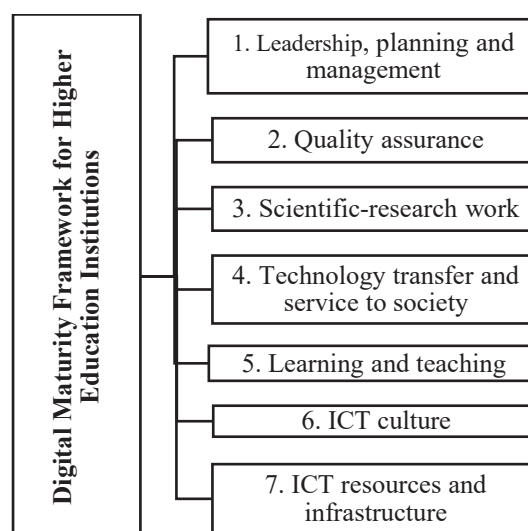 Digital Maturity Framework for Higher
Education Institutions
1. Leadership, planning and
management
2. Quality assurance
3. Scientific-research work
4. Technology transfer and
service to society
5. Learning and teaching
6. ICT culture
7. ICT resources and
infrastructure